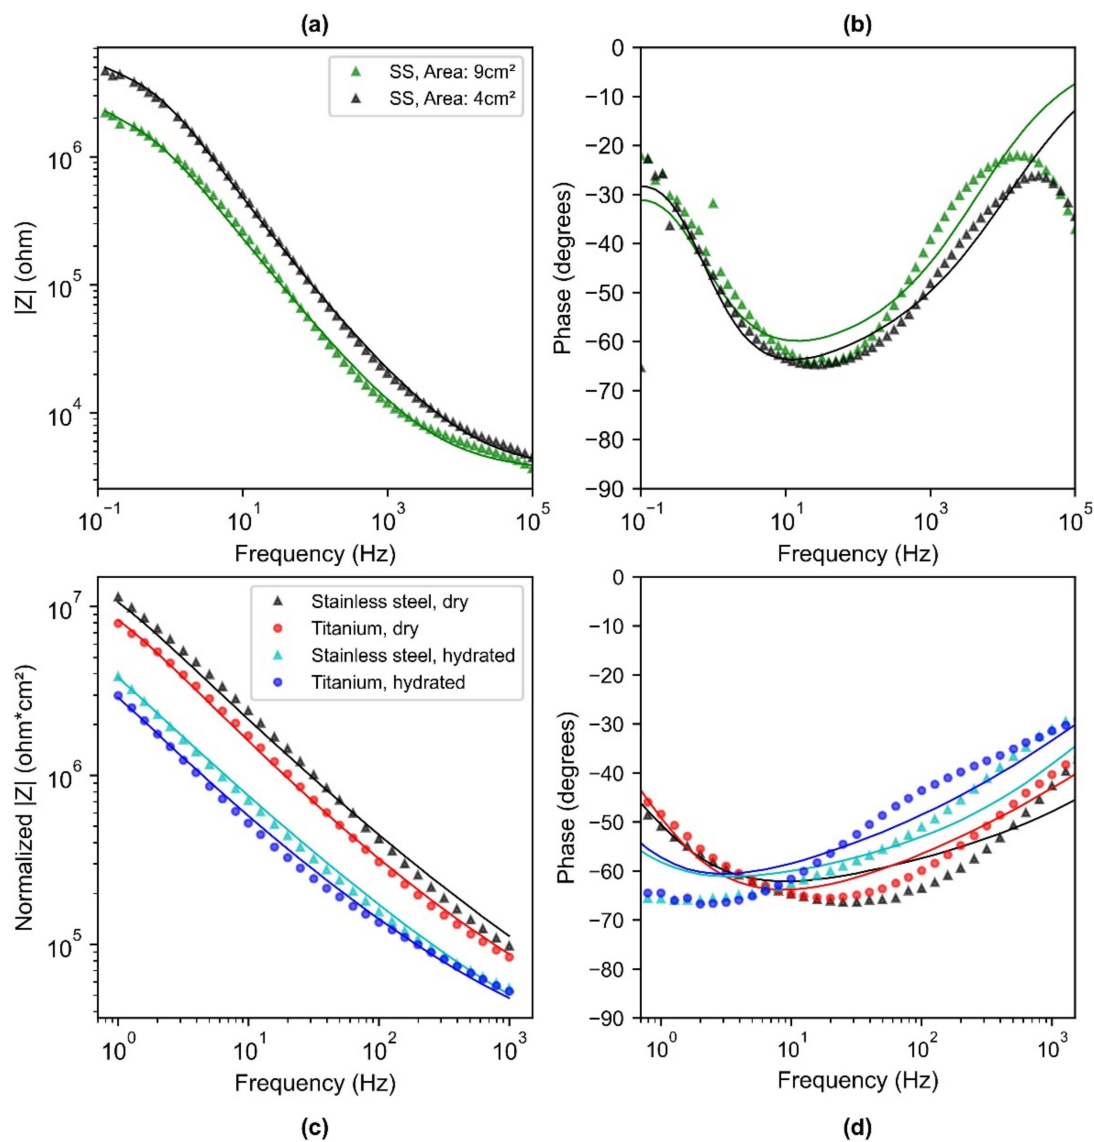 (a)
(b)
10⁶
10⁵
10⁴
|Z| (ohm)
SS, Area: 9cm²
SS, Area: 4cm²
10⁻¹
10¹
10³
10⁵
Frequency (Hz)
0
−10
−20
−30
−40
−50
−60
−70
−80
−90
Phase (degrees)
10⁻¹
10¹
10³
10⁵
Frequency (Hz)
10⁷
10⁶
10⁵
Normalized |Z| (ohm*cm²)
Stainless steel, dry
Titanium, dry
Stainless steel, hydrated
Titanium, hydrated
10⁰
10¹
10²
10³
Frequency (Hz)
0
−10
−20
−30
−40
−50
−60
−70
−80
−90
Phase (degrees)
10⁰
10¹
10²
10³
Frequency (Hz)
(c)
(d)